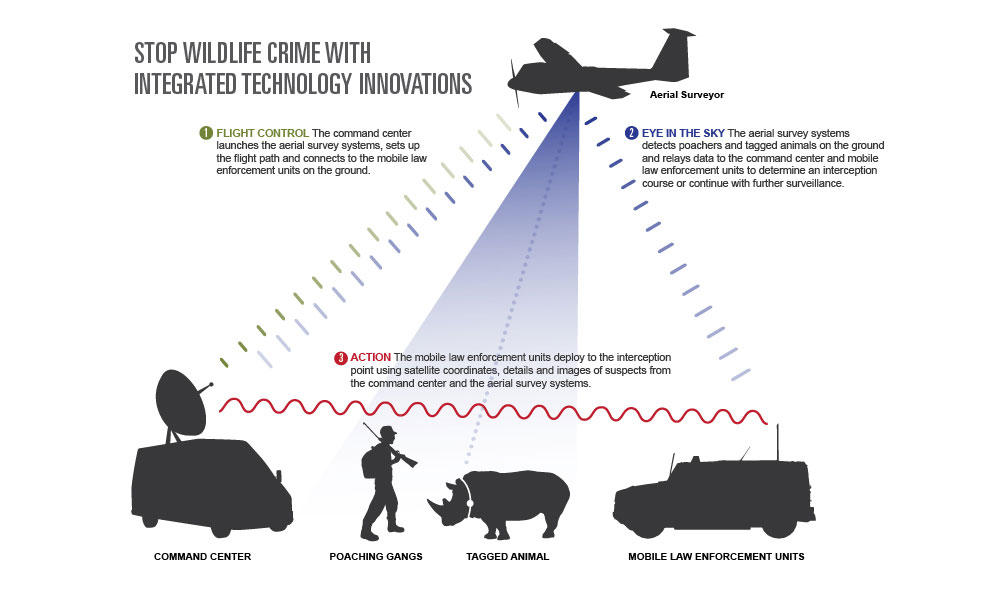 STOP WILDLIFE CRIME WITH
INTEGRATED TECHNOLOGY INNOVATIONS
Aerial Surveyor
1 FLIGHT CONTROL The command center
launches the aerial survey systems, sets up
the flight path and connects to the mobile law
enforcement units on the ground.
2 EYE IN THE SKY The aerial survey systems
detects poachers and tagged animals on the ground
and relays data to the command center and mobile
law enforcement units to determine an interception
course or continue with further surveillance.
3 ACTION The mobile law enforcement units deploy to the interception
point using satellite coordinates, details and images of suspects from
the command center and the aerial survey systems.
COMMAND CENTER
POACHING GANGS
TAGGED ANIMAL
MOBILE LAW ENFORCEMENT UNITS